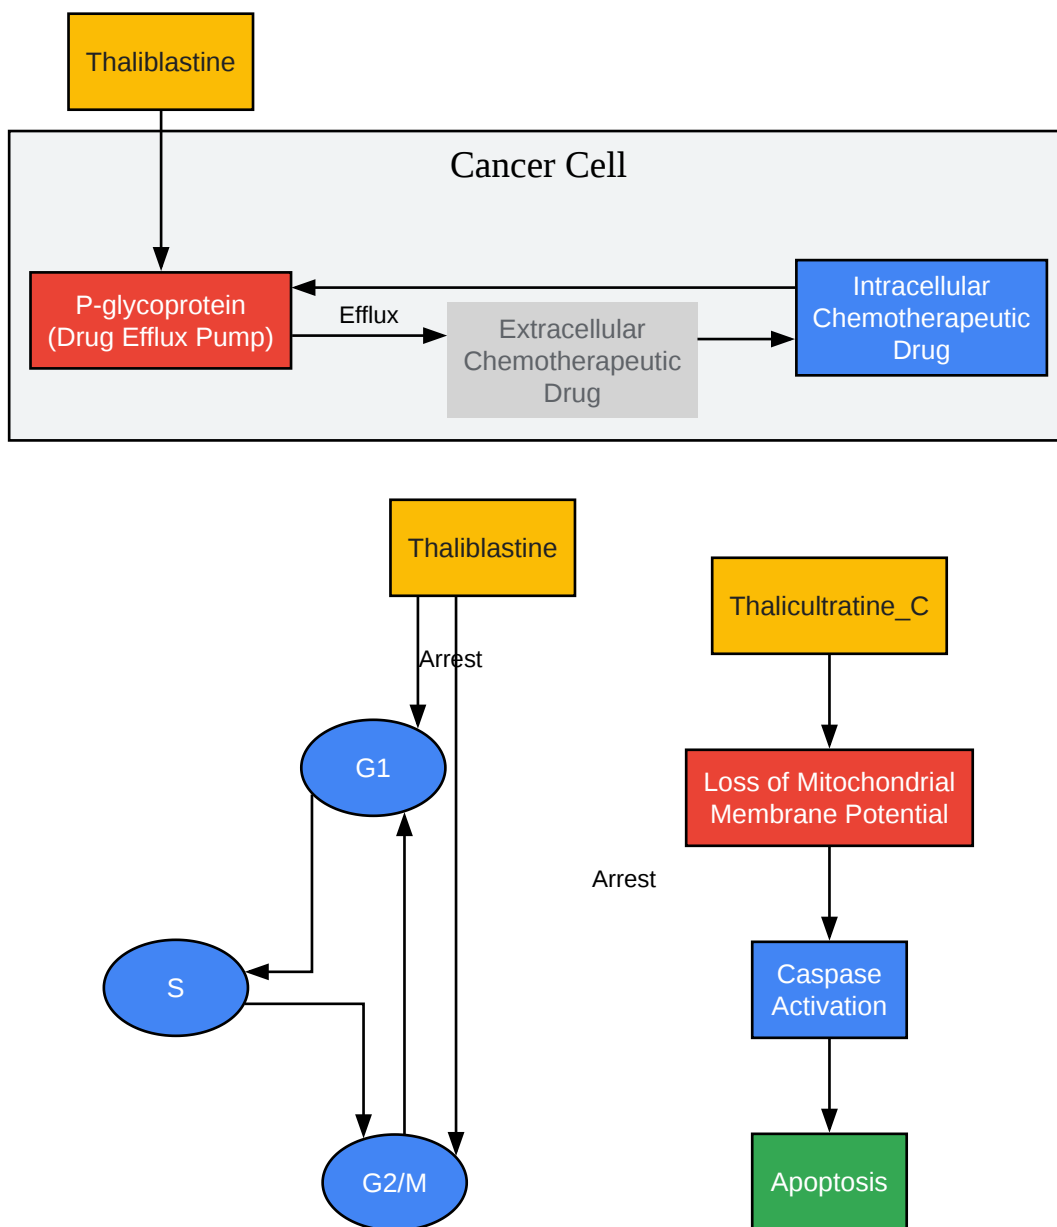 Thaliblastine
Cancer Cell
P-glycoprotein
(Drug Efflux Pump)
Efflux
Extracellular
Chemotherapeutic
Drug
Intracellular
Chemotherapeutic
Drug
Thaliblastine
Arrest
G1
S
G2/M
Arrest
Thalicultratine_C
Loss of Mitochondrial
Membrane Potential
Caspase
Activation
Apoptosis